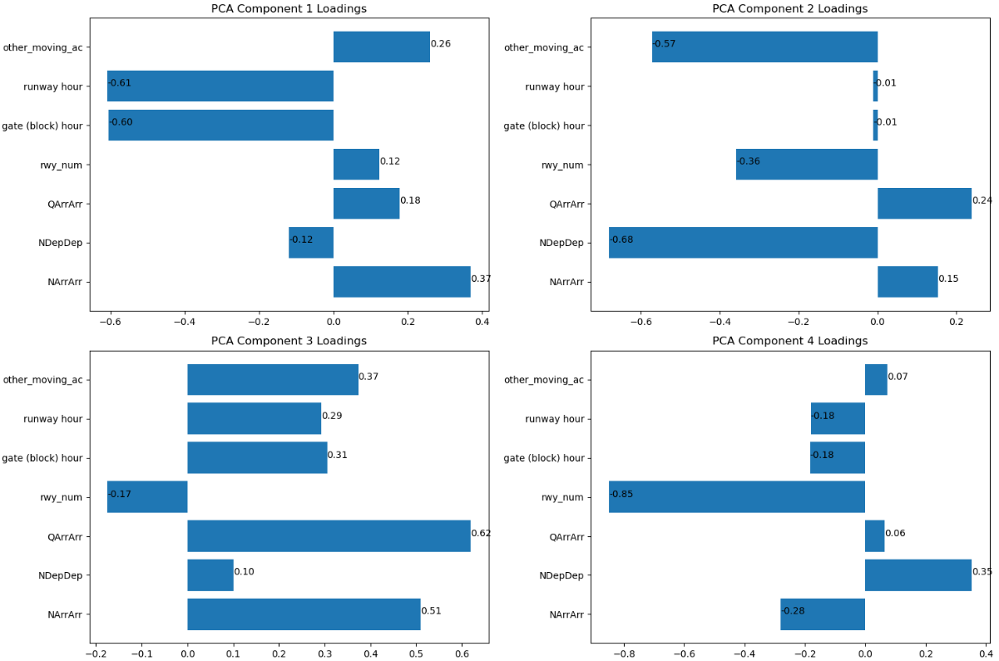 PCA Component 1 Loadings
other_moving_ac
0.26
runway hour
-0.61
gate (block) hour
-0.60
rwy_num
0.12
QArrArr
0.18
NDepDep
-0.12
NArrArr
0.37
−0.6 −0.4 −0.2 0.0 0.2 0.4
PCA Component 2 Loadings
other_moving_ac
-0.57
runway hour
-0.01
gate (block) hour
-0.01
rwy_num
-0.36
QArrArr
0.24
NDepDep
-0.68
NArrArr
0.15
−0.6 −0.4 −0.2 0.0 0.2
PCA Component 3 Loadings
other_moving_ac
0.37
runway hour
0.29
gate (block) hour
0.31
rwy_num
-0.17
QArrArr
0.62
NDepDep
0.10
NArrArr
0.51
−0.2 −0.1 0.0 0.1 0.2 0.3 0.4 0.5 0.6
PCA Component 4 Loadings
other_moving_ac
0.07
runway hour
-0.18
gate (block) hour
-0.18
rwy_num
-0.85
QArrArr
0.06
NDepDep
0.35
NArrArr
-0.28
−0.8 −0.6 −0.4 −0.2 0.0 0.2 0.4